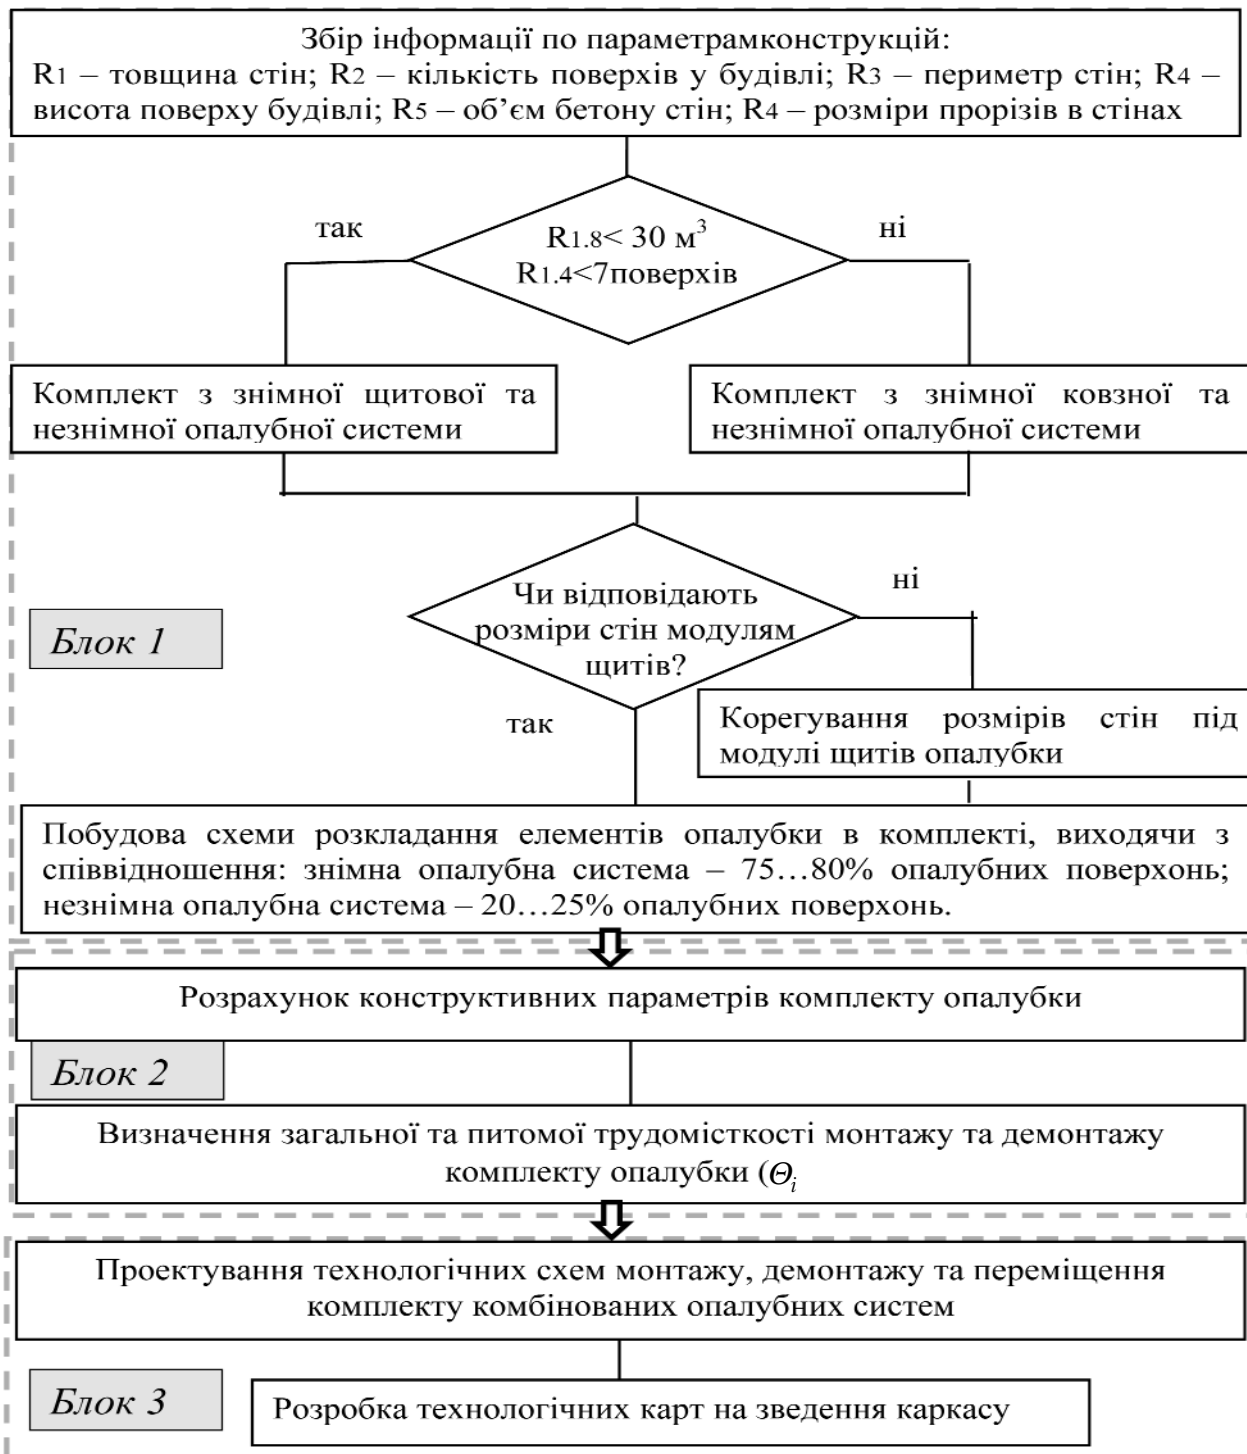 Збір інформації по параметрамконструкцій:
R1 – товщина стін; R2 – кількість поверхів у будівлі; R3 – периметр стін; R4 –
висота поверху будівлі; R5 – об’єм бетону стін; R4 – розміри прорізів в стінах
так
R1.8< 30 м³
R1.4<7поверхів
ні
Комплект з знімної щитової та
незнімної опалубної системи
Комплект з знімної ковзної та
незнімної опалубної системи
Чи відповідають
розміри стін модулям
щитів?
ні
Блок 1
так
Корегування розмірів стін під
модулі щитів опалубки
Побудова схеми розкладання елементів опалубки в комплекті, виходячи з
співвідношення: знімна опалубна система – 75…80% опалубних поверхонь;
незнімна опалубна система – 20…25% опалубних поверхонь.
Розрахунок конструктивних параметрів комплекту опалубки
Блок 2
Визначення загальної та питомої трудомісткості монтажу та демонтажу
комплекту опалубки (Θi
Проектування технологічних схем монтажу, демонтажу та переміщення
комплекту комбінованих опалубних систем
Блок 3
Розробка технологічних карт на зведення каркасу